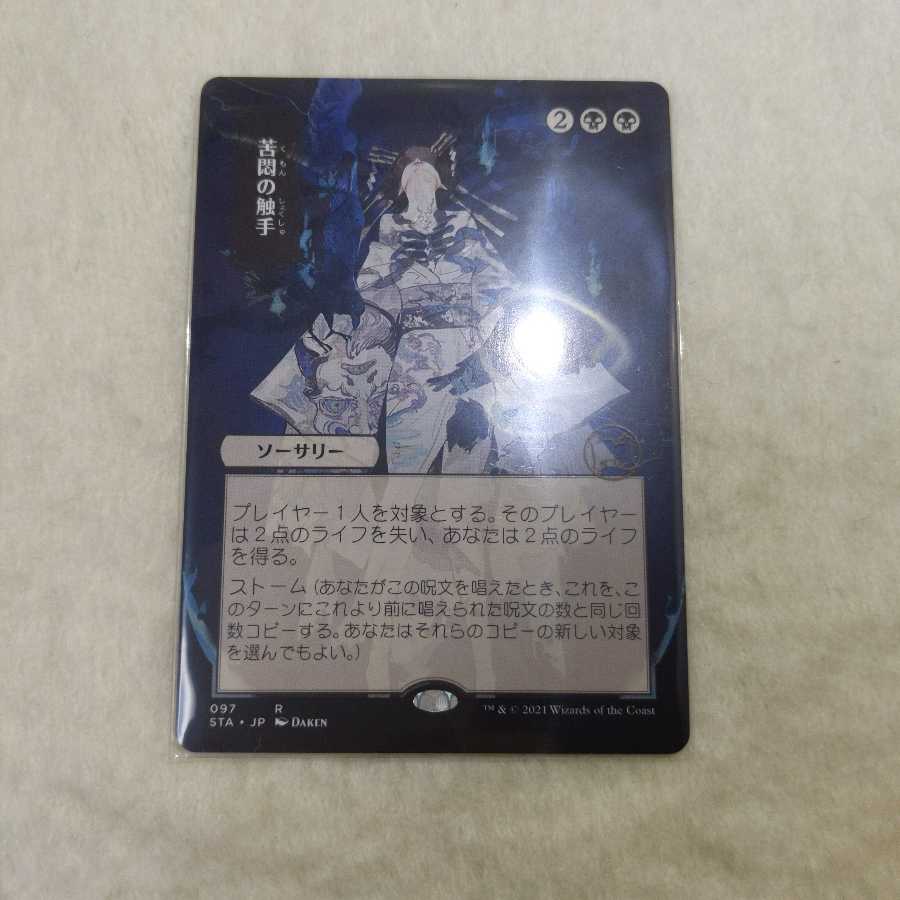 苦悶の触手
くもん
しょくしゅ
2
ソーサリー
プレイヤー1人を対象とする。そのプレイヤー
は2点のライフを失い、あなたは2点のライフ
を得る。
ストーム（あなたがこの呪文を唱えたとき、これを、こ
のターンにこれより前に唱えられた呪文の数と同じ回
数コピーする。あなたはそれらのコピーの新しい対象
を選んでもよい。）
097 R
STA • JP DAKEN
™ & © 2021 Wizards of the Coast